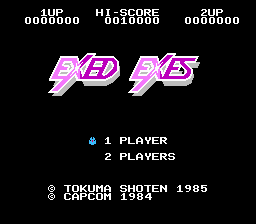 1UP HI-SCORE 2UP
0000000 0010000 0000000
EXED EXES
1 PLAYER
2 PLAYERS
© TOKUMA SHOTEN 1985
© CAPCOM 1984